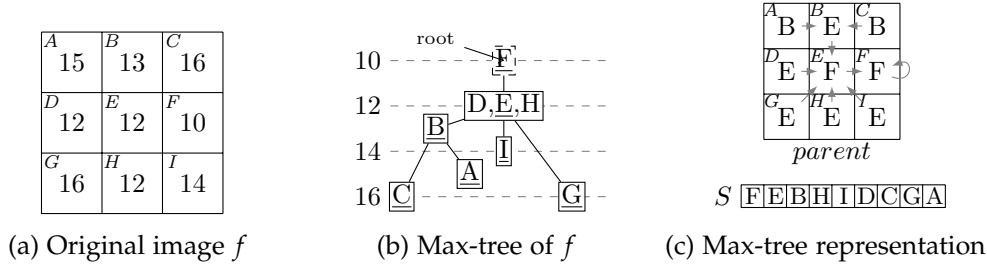 A B C
15 13 16
D E F
12 12 10
G H I
16 12 14
(a) Original image f
root
10 F
12 D,E,H
B
14 I
A
16 C G
(b) Max-tree of f
A B C
B E B
D E F
E F F
G H I
E E E
parent
S F E B H I D C G A
(c) Max-tree representation